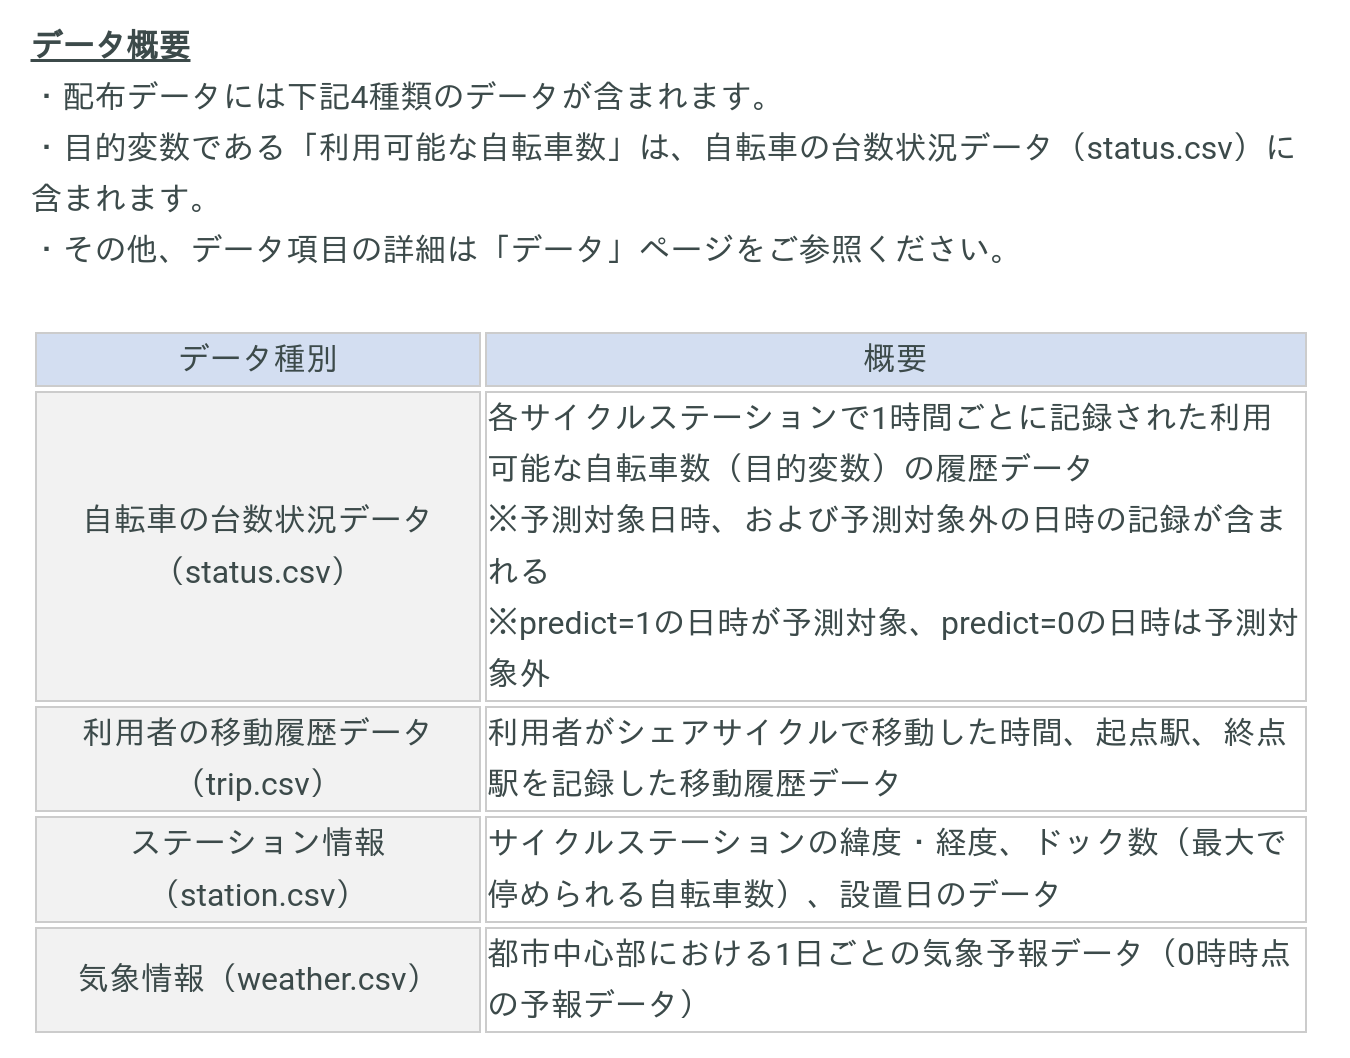 データ概要
・配布データには下記4種類のデータが含まれます。
・目的変数である「利用可能な自転車数」は、自転車の台数状況データ（status.csv）に
含まれます。
・その他、データ項目の詳細は「データ」ページをご参照ください。
データ種別
概要
自転車の台数状況データ
（status.csv）
各サイクルステーションで1時間ごとに記録された利用
可能な自転車数（目的変数）の履歴データ
※予測対象日時、および予測対象外の日時の記録が含ま
れる
※predict=1の日時が予測対象、predict=0の日時は予測対
象外
利用者の移動履歴データ
（trip.csv）
利用者がシェアサイクルで移動した時間、起点駅、終点
駅を記録した移動履歴データ
ステーション情報
（station.csv）
サイクルステーションの緯度・経度、ドック数（最大で
停められる自転車数）、設置日のデータ
気象情報（weather.csv）
都市中心部における1日ごとの気象予報データ（0時時点
の予報データ）